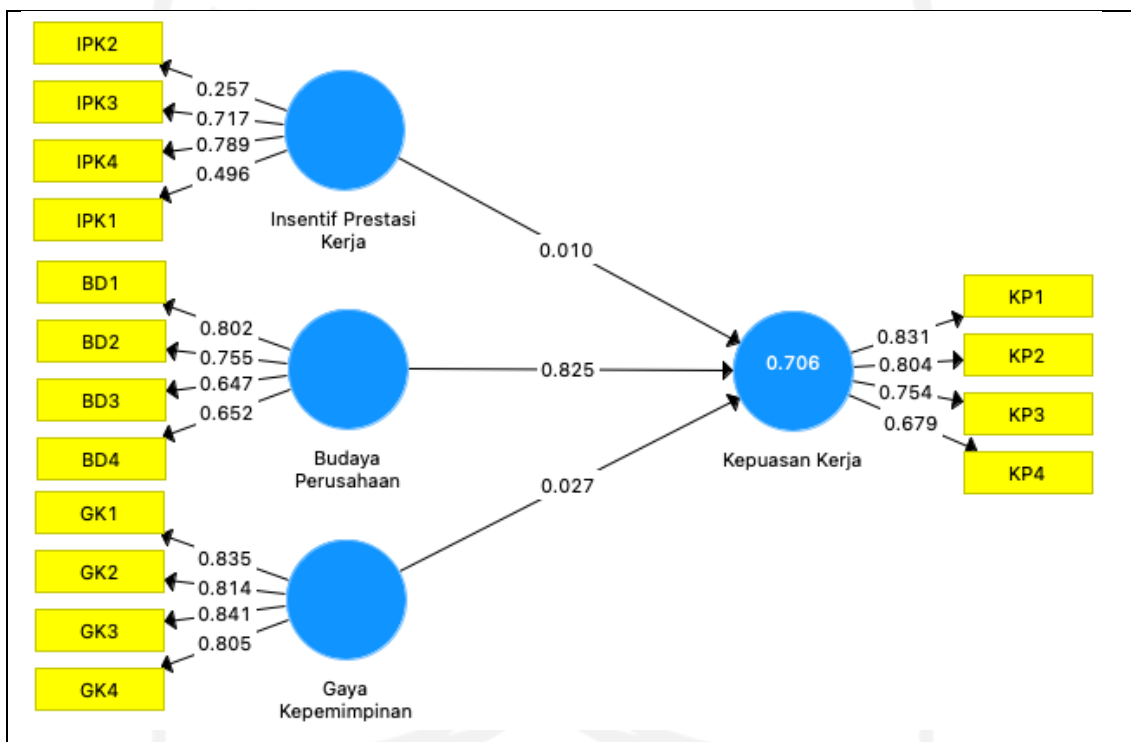 IPK2
IPK3
IPK4
IPK1
0.257
0.717
0.789
0.496
Insentif Prestasi
Kerja
0.010
BD1
BD2
BD3
BD4
0.802
0.755
0.647
0.652
Budaya
Perusahaan
0.825
GK1
GK2
GK3
GK4
0.835
0.814
0.841
0.805
Gaya
Kepemimpinan
0.027
0.706
Kepuasan Kerja
0.831
0.804
0.754
0.679
KP1
KP2
KP3
KP4